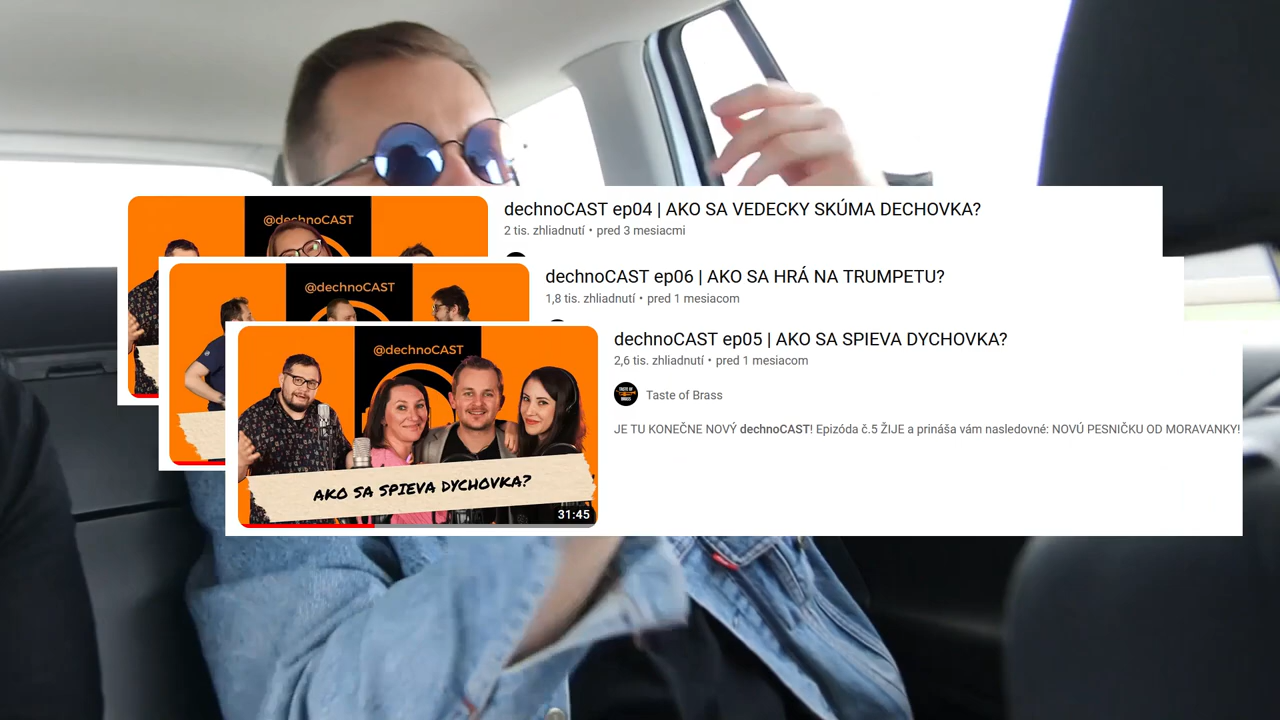 @dechnoCAST
dechnoCAST ep04 | AKO SA VEDECKY SKÚMA DECHOVKA?
2 tis. zhliadnutí • pred 3 mesiacmi
@dechnoCAST
dechnoCAST ep06 | AKO SA HRÁ NA TRUMPETU?
1,8 tis. zhliadnutí • pred 1 mesiacom
@dechnoCAST
AKO SA SPIEVA DYCHOVKA?
31:45
dechnoCAST ep05 | AKO SA SPIEVA DYCHOVKA?
2,6 tis. zhliadnutí • pred 1 mesiacom
TASTE OF
BRASS
Taste of Brass
JE TU KONEČNE NOVÝ dechnoCAST! Epizóda č.5 ŽIJE a prináša vám nasledovné: NOVÚ PESNIČKU OD MORAVANKY!